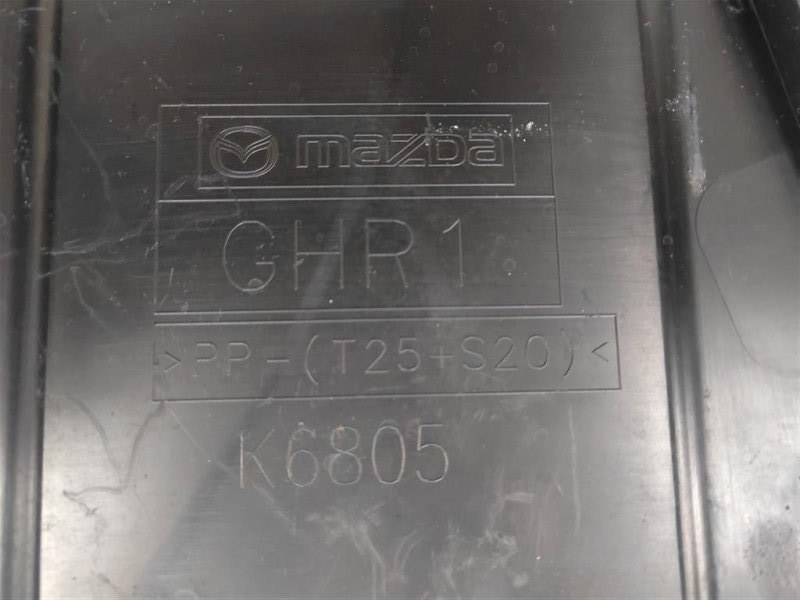 mazda
GHR1
>PP-(T25+S20)<
K6805